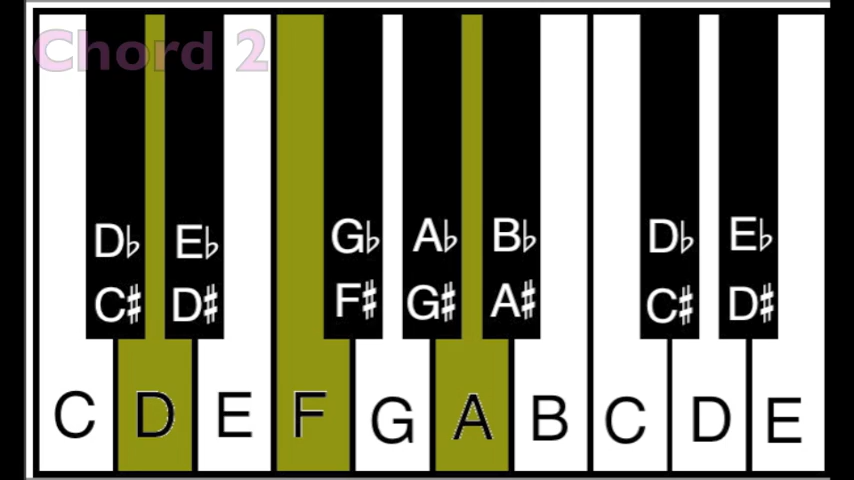 Chord 2
D♭ E♭ G♭ A♭ B♭ D♭ E♭
C# D# F# G# A# C# D#
C D E F G A B C D E